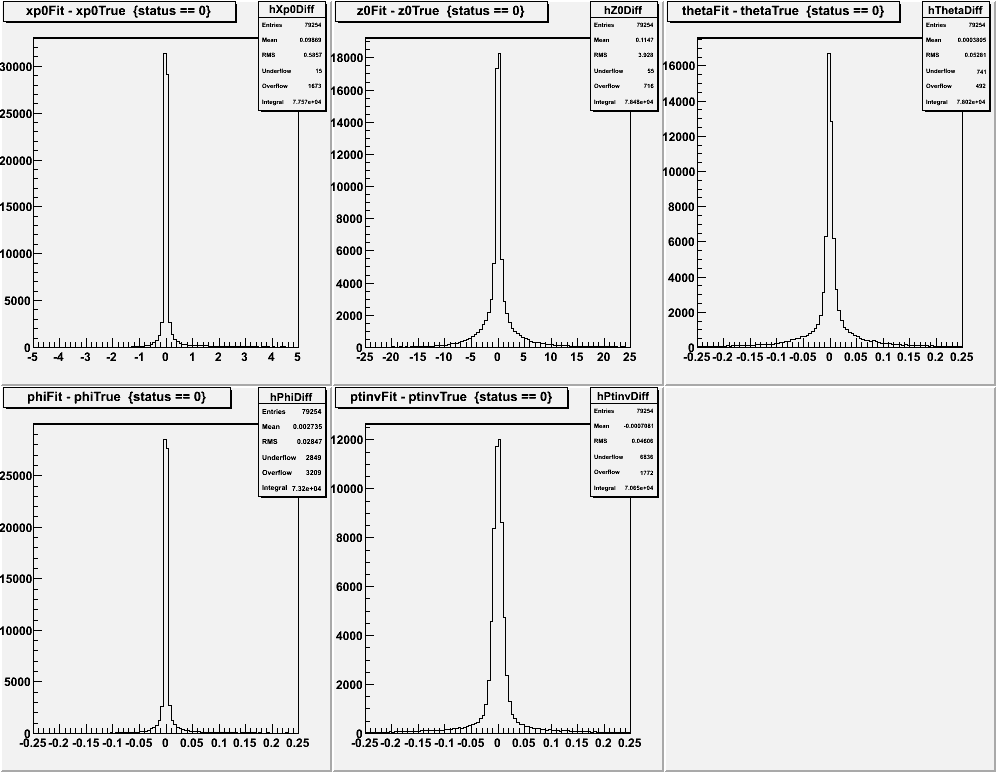 xp0Fit - xp0True {status == 0}
hXp0Diff
Entries 79254
Mean 0.09869
RMS 0.5857
Underflow 15
Overflow 1673
Integral 7.757e+04
30000
25000
20000
15000
10000
5000
0
-5 -4 -3 -2 -1 0 1 2 3 4 5
z0Fit - z0True {status == 0}
hZ0Diff
Entries 79254
Mean 0.1147
RMS 3.928
Underflow 55
Overflow 716
Integral 7.848e+04
18000
16000
14000
12000
10000
8000
6000
4000
2000
0
-25 -20 -15 -10 -5 0 5 10 15 20 25
thetaFit - thetaTrue {status == 0}
hThetaDiff
Entries 79254
Mean 0.0003805
RMS 0.05281
Underflow 741
Overflow 492
Integral 7.802e+04
16000
14000
12000
10000
8000
6000
4000
2000
0
-0.25 -0.2 -0.15 -0.1 -0.05 0 0.05 0.1 0.15 0.2 0.25
phiFit - phiTrue {status == 0}
hPhiDiff
Entries 79254
Mean 0.002735
RMS 0.02847
Underflow 2849
Overflow 3209
Integral 7.32e+04
25000
20000
15000
10000
5000
0
-0.25 -0.2 -0.15 -0.1 -0.05 0 0.05 0.1 0.15 0.2 0.25
ptinvFit - ptinvTrue {status == 0}
hPtinvDiff
Entries 79254
Mean -0.0007081
RMS 0.04606
Underflow 6836
Overflow 1772
Integral 7.065e+04
12000
10000
8000
6000
4000
2000
0
-0.25 -0.2 -0.15 -0.1 -0.05 0 0.05 0.1 0.15 0.2 0.25